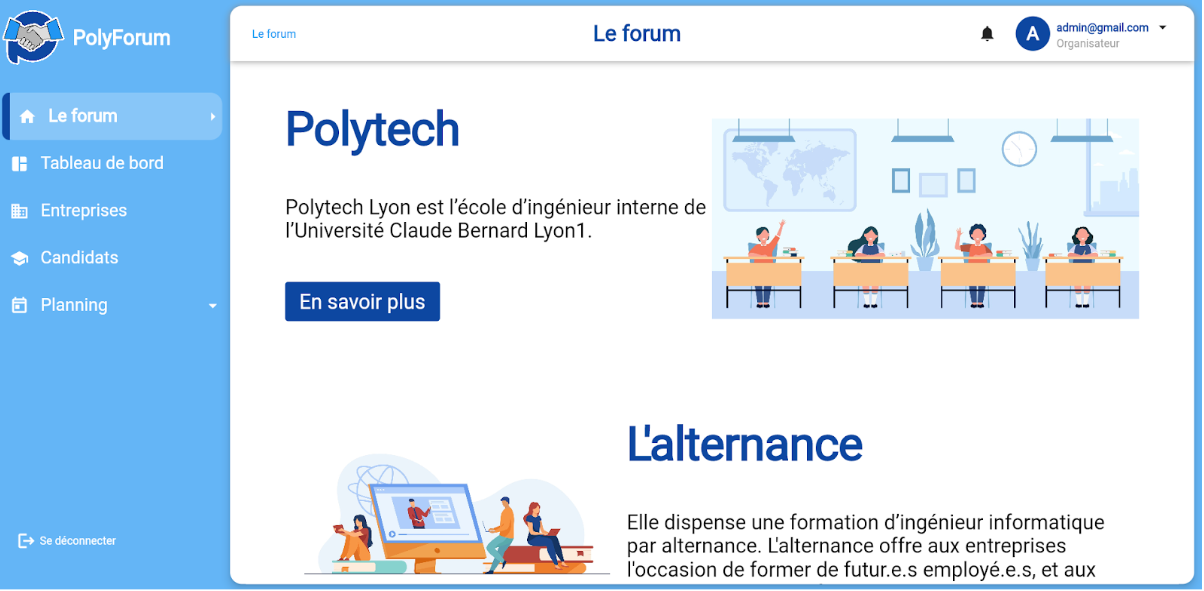 PolyForum
Le forum
Tableau de bord
Entreprises
Candidats
Planning
Se déconnecter
Le forum
Le forum
A
admin@gmail.com
Organisateur
Polytech
Polytech Lyon est l’école d’ingénieur interne de
l’Université Claude Bernard Lyon1.
En savoir plus
L'alternance
Elle dispense une formation d’ingénieur informatique
par alternance. L'alternance offre aux entreprises
l'occasion de former de futur.e.s employé.e.s, et aux